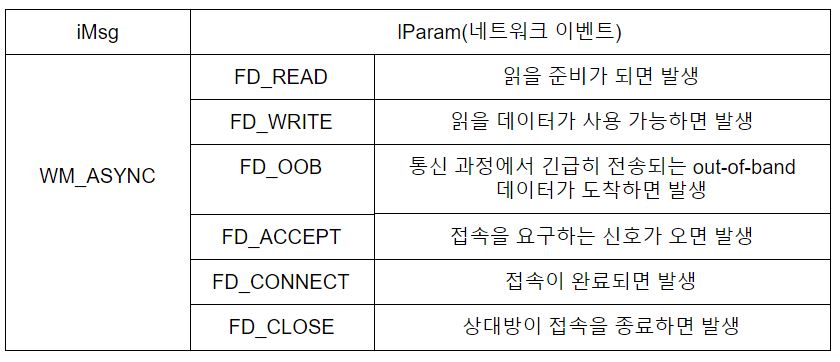 iMsg lParam(네트워크 이벤트)
WM_ASYNC
FD_READ 읽을 준비가 되면 발생
FD_WRITE 읽을 데이터가 사용 가능하면 발생
FD_OOB 통신 과정에서 긴급히 전송되는 out-of-band
데이터가 도착하면 발생
FD_ACCEPT 접속을 요구하는 신호가 오면 발생
FD_CONNECT 접속이 완료되면 발생
FD_CLOSE 상대방이 접속을 종료하면 발생